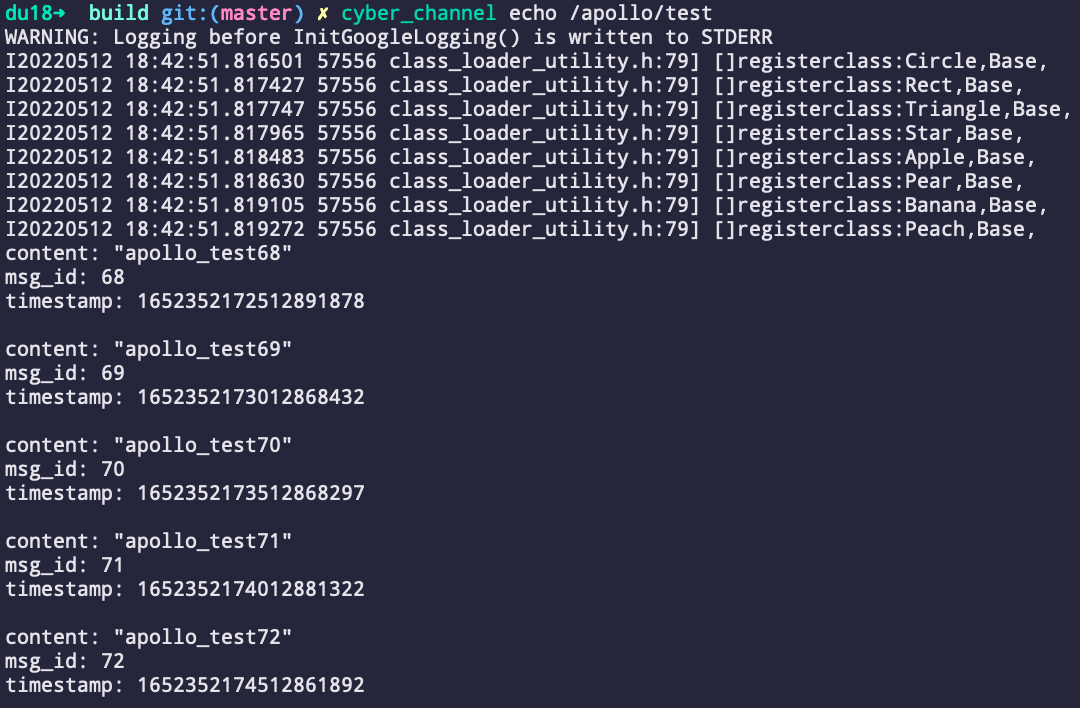 du18→ build git:(master) ✗ cyber_channel echo /apollo/test
WARNING: Logging before InitGoogleLogging() is written to STDERR
I20220512 18:42:51.816501 57556 class_loader_utility.h:79] []registerclass:Circle,Base,
I20220512 18:42:51.817427 57556 class_loader_utility.h:79] []registerclass:Rect,Base,
I20220512 18:42:51.817747 57556 class_loader_utility.h:79] []registerclass:Triangle,Base,
I20220512 18:42:51.817965 57556 class_loader_utility.h:79] []registerclass:Star,Base,
I20220512 18:42:51.818483 57556 class_loader_utility.h:79] []registerclass:Apple,Base,
I20220512 18:42:51.818630 57556 class_loader_utility.h:79] []registerclass:Pear,Base,
I20220512 18:42:51.819105 57556 class_loader_utility.h:79] []registerclass:Banana,Base,
I20220512 18:42:51.819272 57556 class_loader_utility.h:79] []registerclass:Peach,Base,
content: "apollo_test68"
msg_id: 68
timestamp: 1652352172512891878
content: "apollo_test69"
msg_id: 69
timestamp: 1652352173012868432
content: "apollo_test70"
msg_id: 70
timestamp: 1652352173512868297
content: "apollo_test71"
msg_id: 71
timestamp: 1652352174012881322
content: "apollo_test72"
msg_id: 72
timestamp: 1652352174512861892